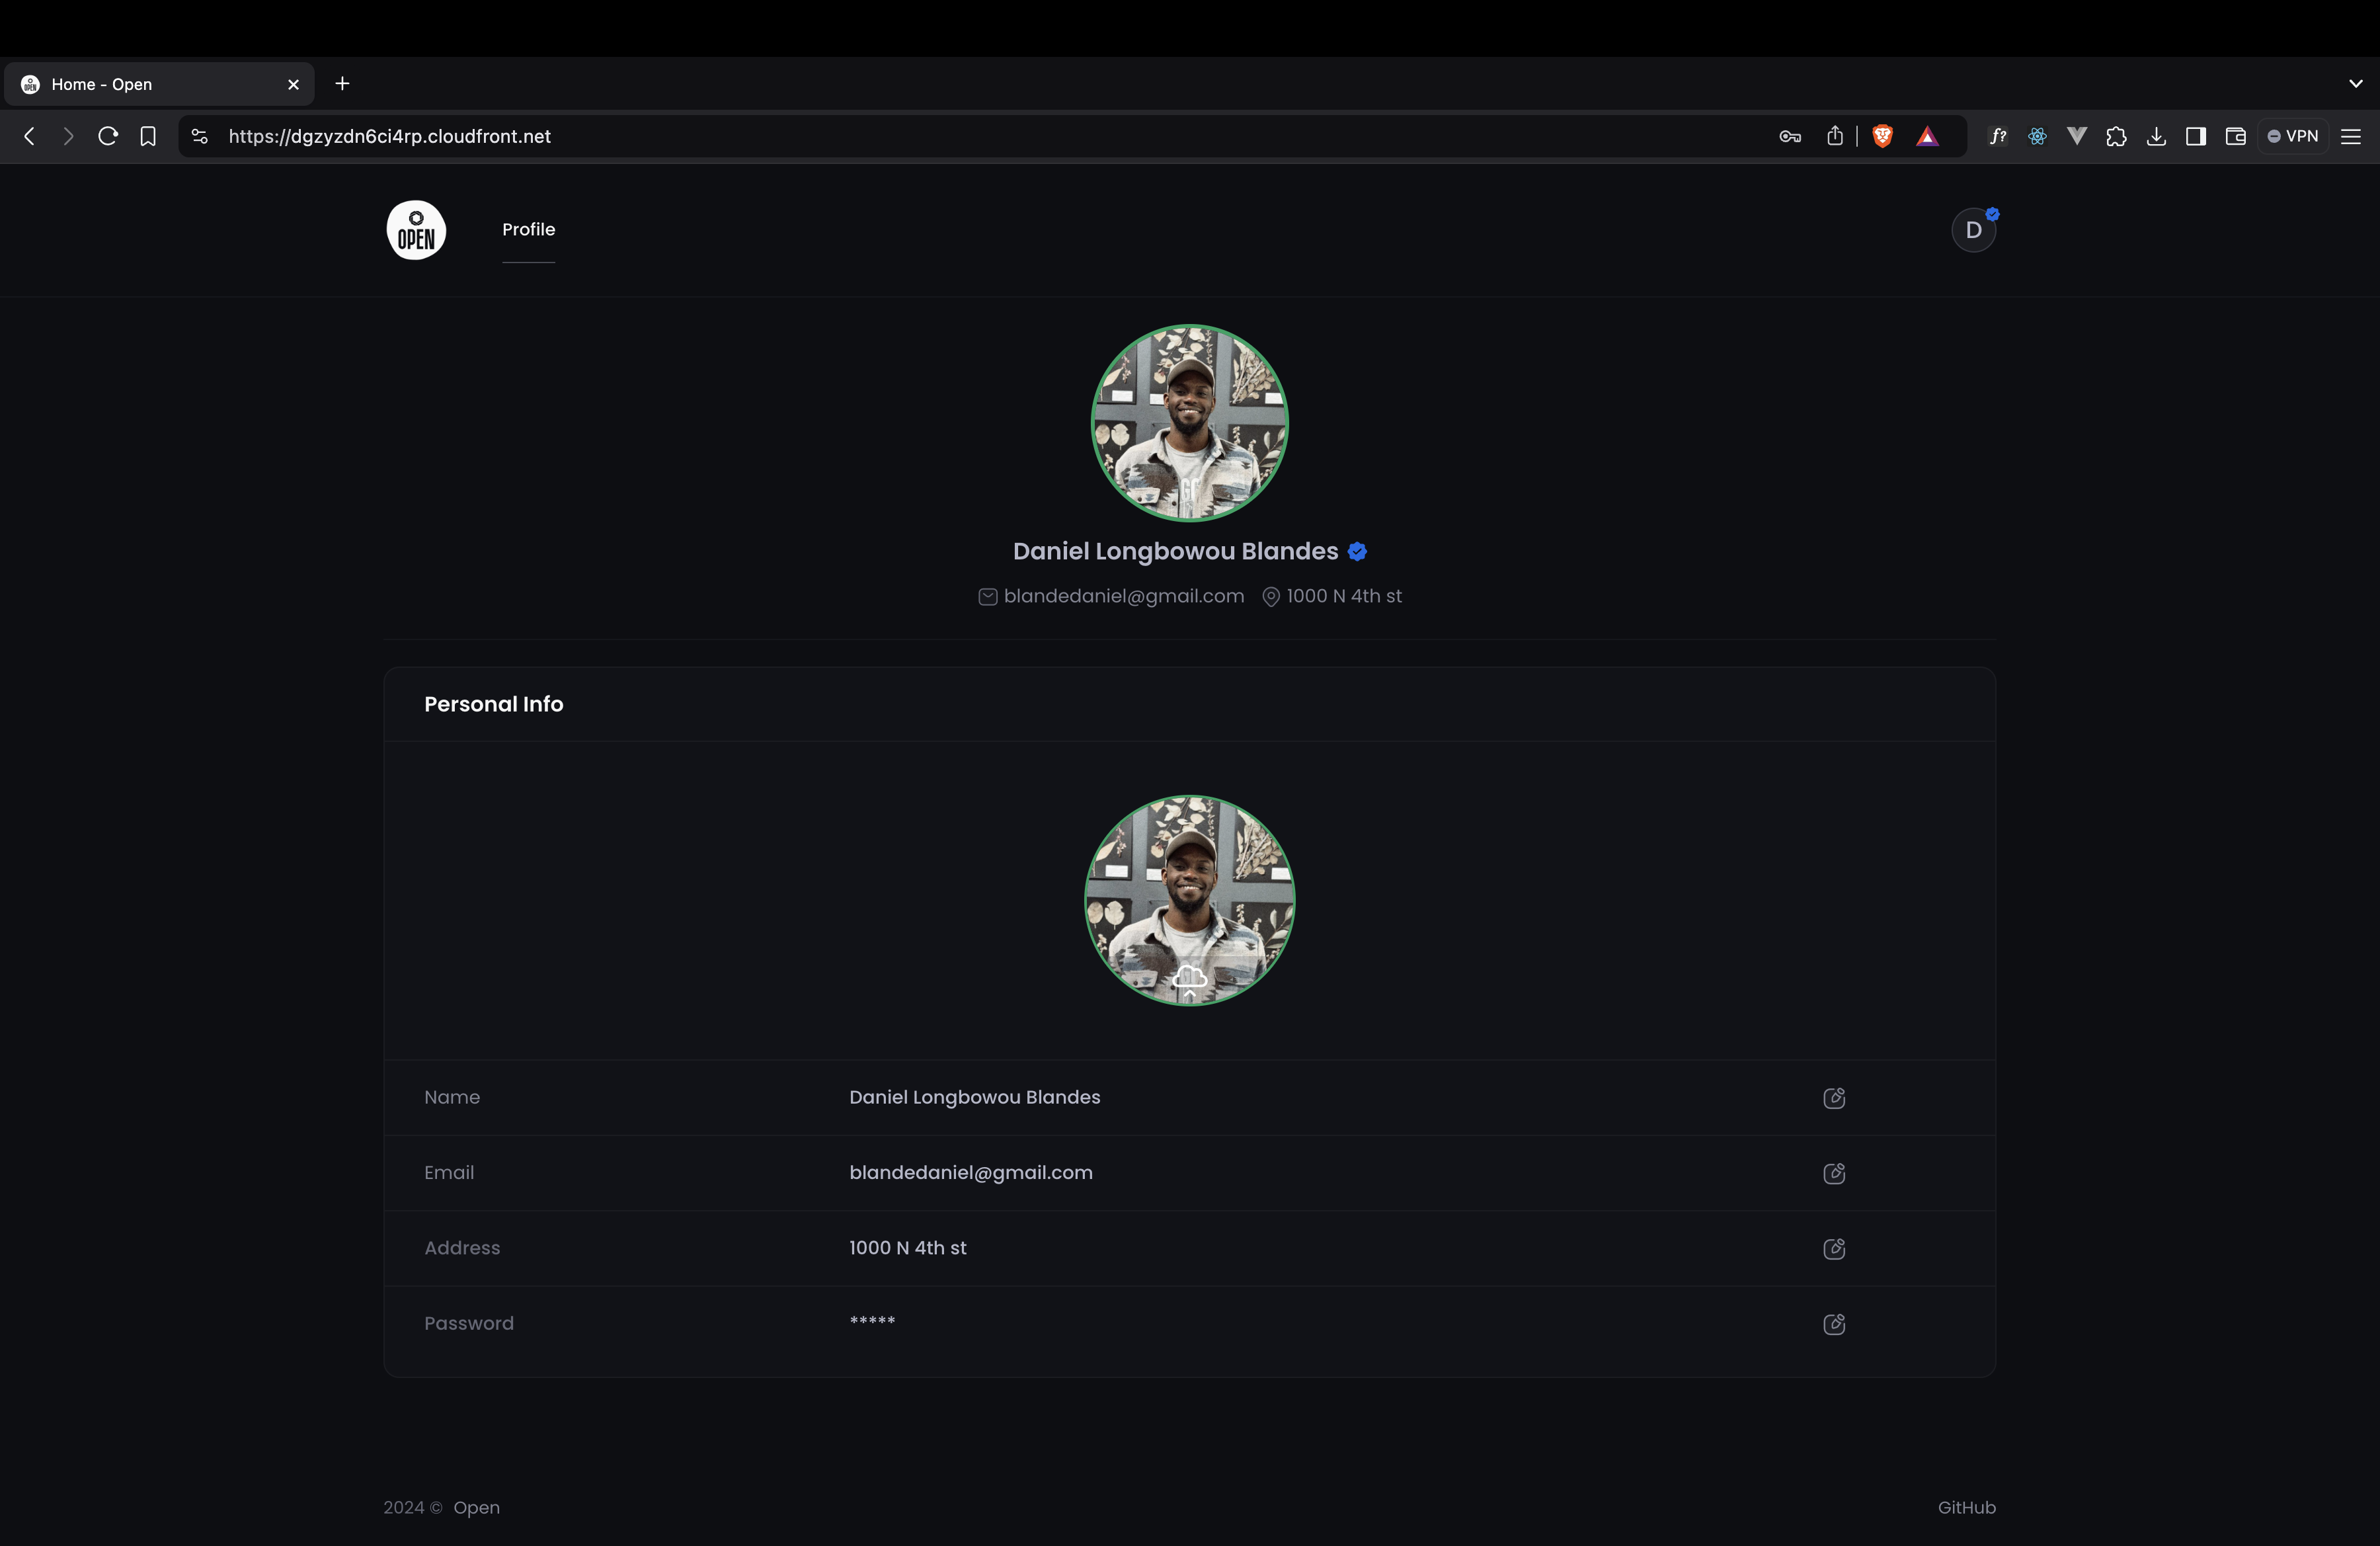 Home - Open
https://dgzyzdn6ci4rp.cloudfront.net
VPN
OPEN
Profile
D
Daniel Longbowou Blandes
blandedaniel@gmail.com 1000 N 4th st
Personal Info
Name Daniel Longbowou Blandes
Email blandedaniel@gmail.com
Address 1000 N 4th st
Password *****
2024 © Open
GitHub